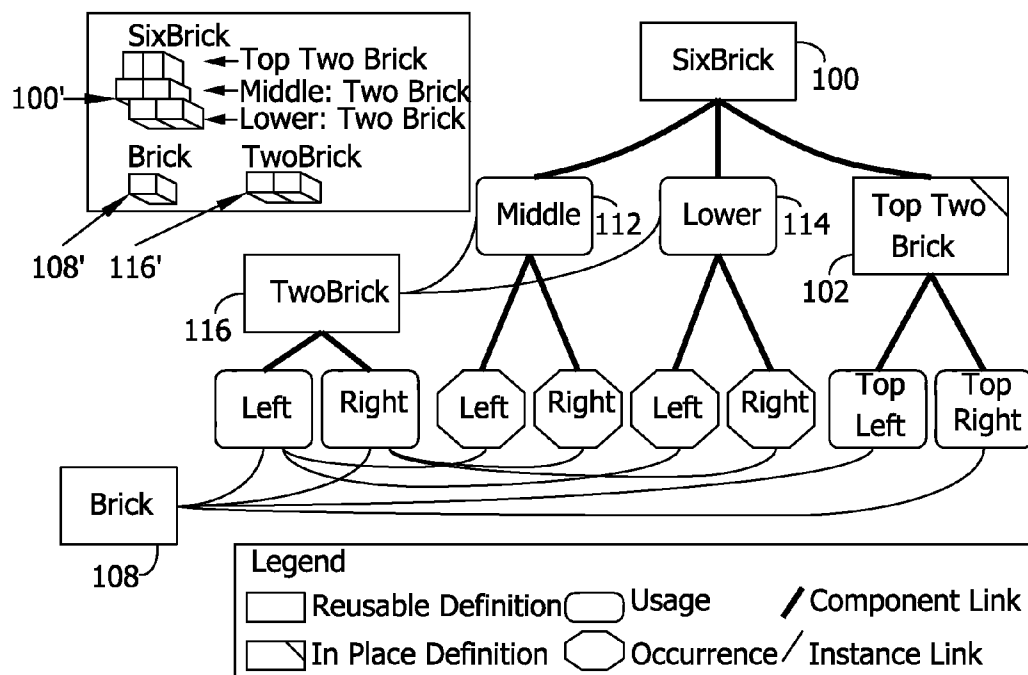 SixBrick
Top Two Brick
Middle: Two Brick
Lower: Two Brick
100'
Brick
TwoBrick
108'
116'
SixBrick
100
Middle
112
Lower
114
Top Two
Brick
102
TwoBrick
116
Left
Right
Left
Right
Left
Right
Top
Left
Top
Right
Brick
108
Legend
Reusable Definition
Usage
Component Link
In Place Definition
Occurrence
Instance Link